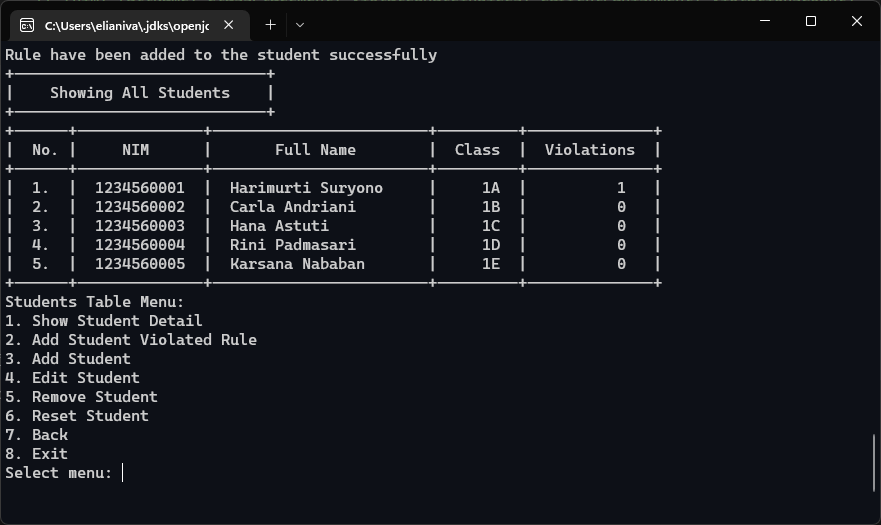 C:\Users\elianiva\.jdks\openjc
Rule have been added to the student successfully
Showing All Students
No. | NIM | Full Name | Class | Violations
1. | 1234560001 | Harimurti Suryono | 1A | 1
2. | 1234560002 | Carla Andriani | 1B | 0
3. | 1234560003 | Hana Astuti | 1C | 0
4. | 1234560004 | Rini Padmasari | 1D | 0
5. | 1234560005 | Karsana Nababan | 1E | 0
Students Table Menu:
1. Show Student Detail
2. Add Student Violated Rule
3. Add Student
4. Edit Student
5. Remove Student
6. Reset Student
7. Back
8. Exit
Select menu: